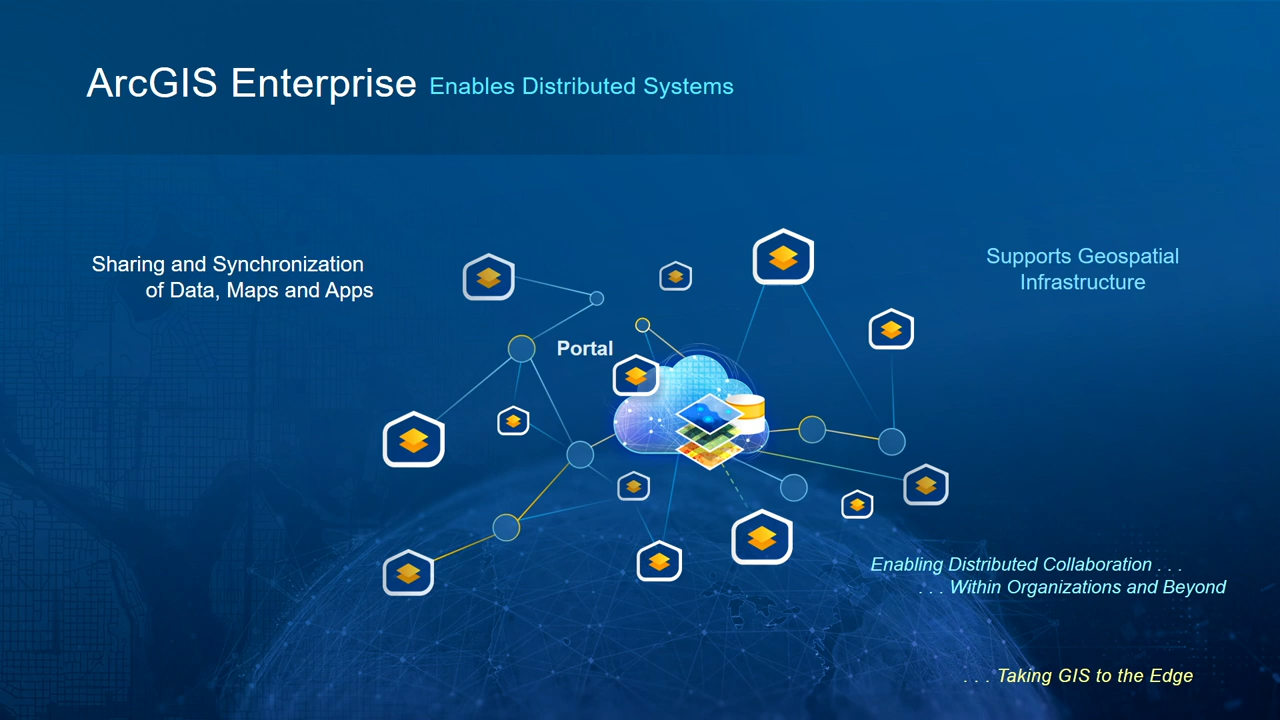 ArcGIS Enterprise Enables Distributed Systems
Sharing and Synchronization
of Data, Maps and Apps
Supports Geospatial
Infrastructure
Portal
Enabling Distributed Collaboration . . .
. . . Within Organizations and Beyond
. . . Taking GIS to the Edge